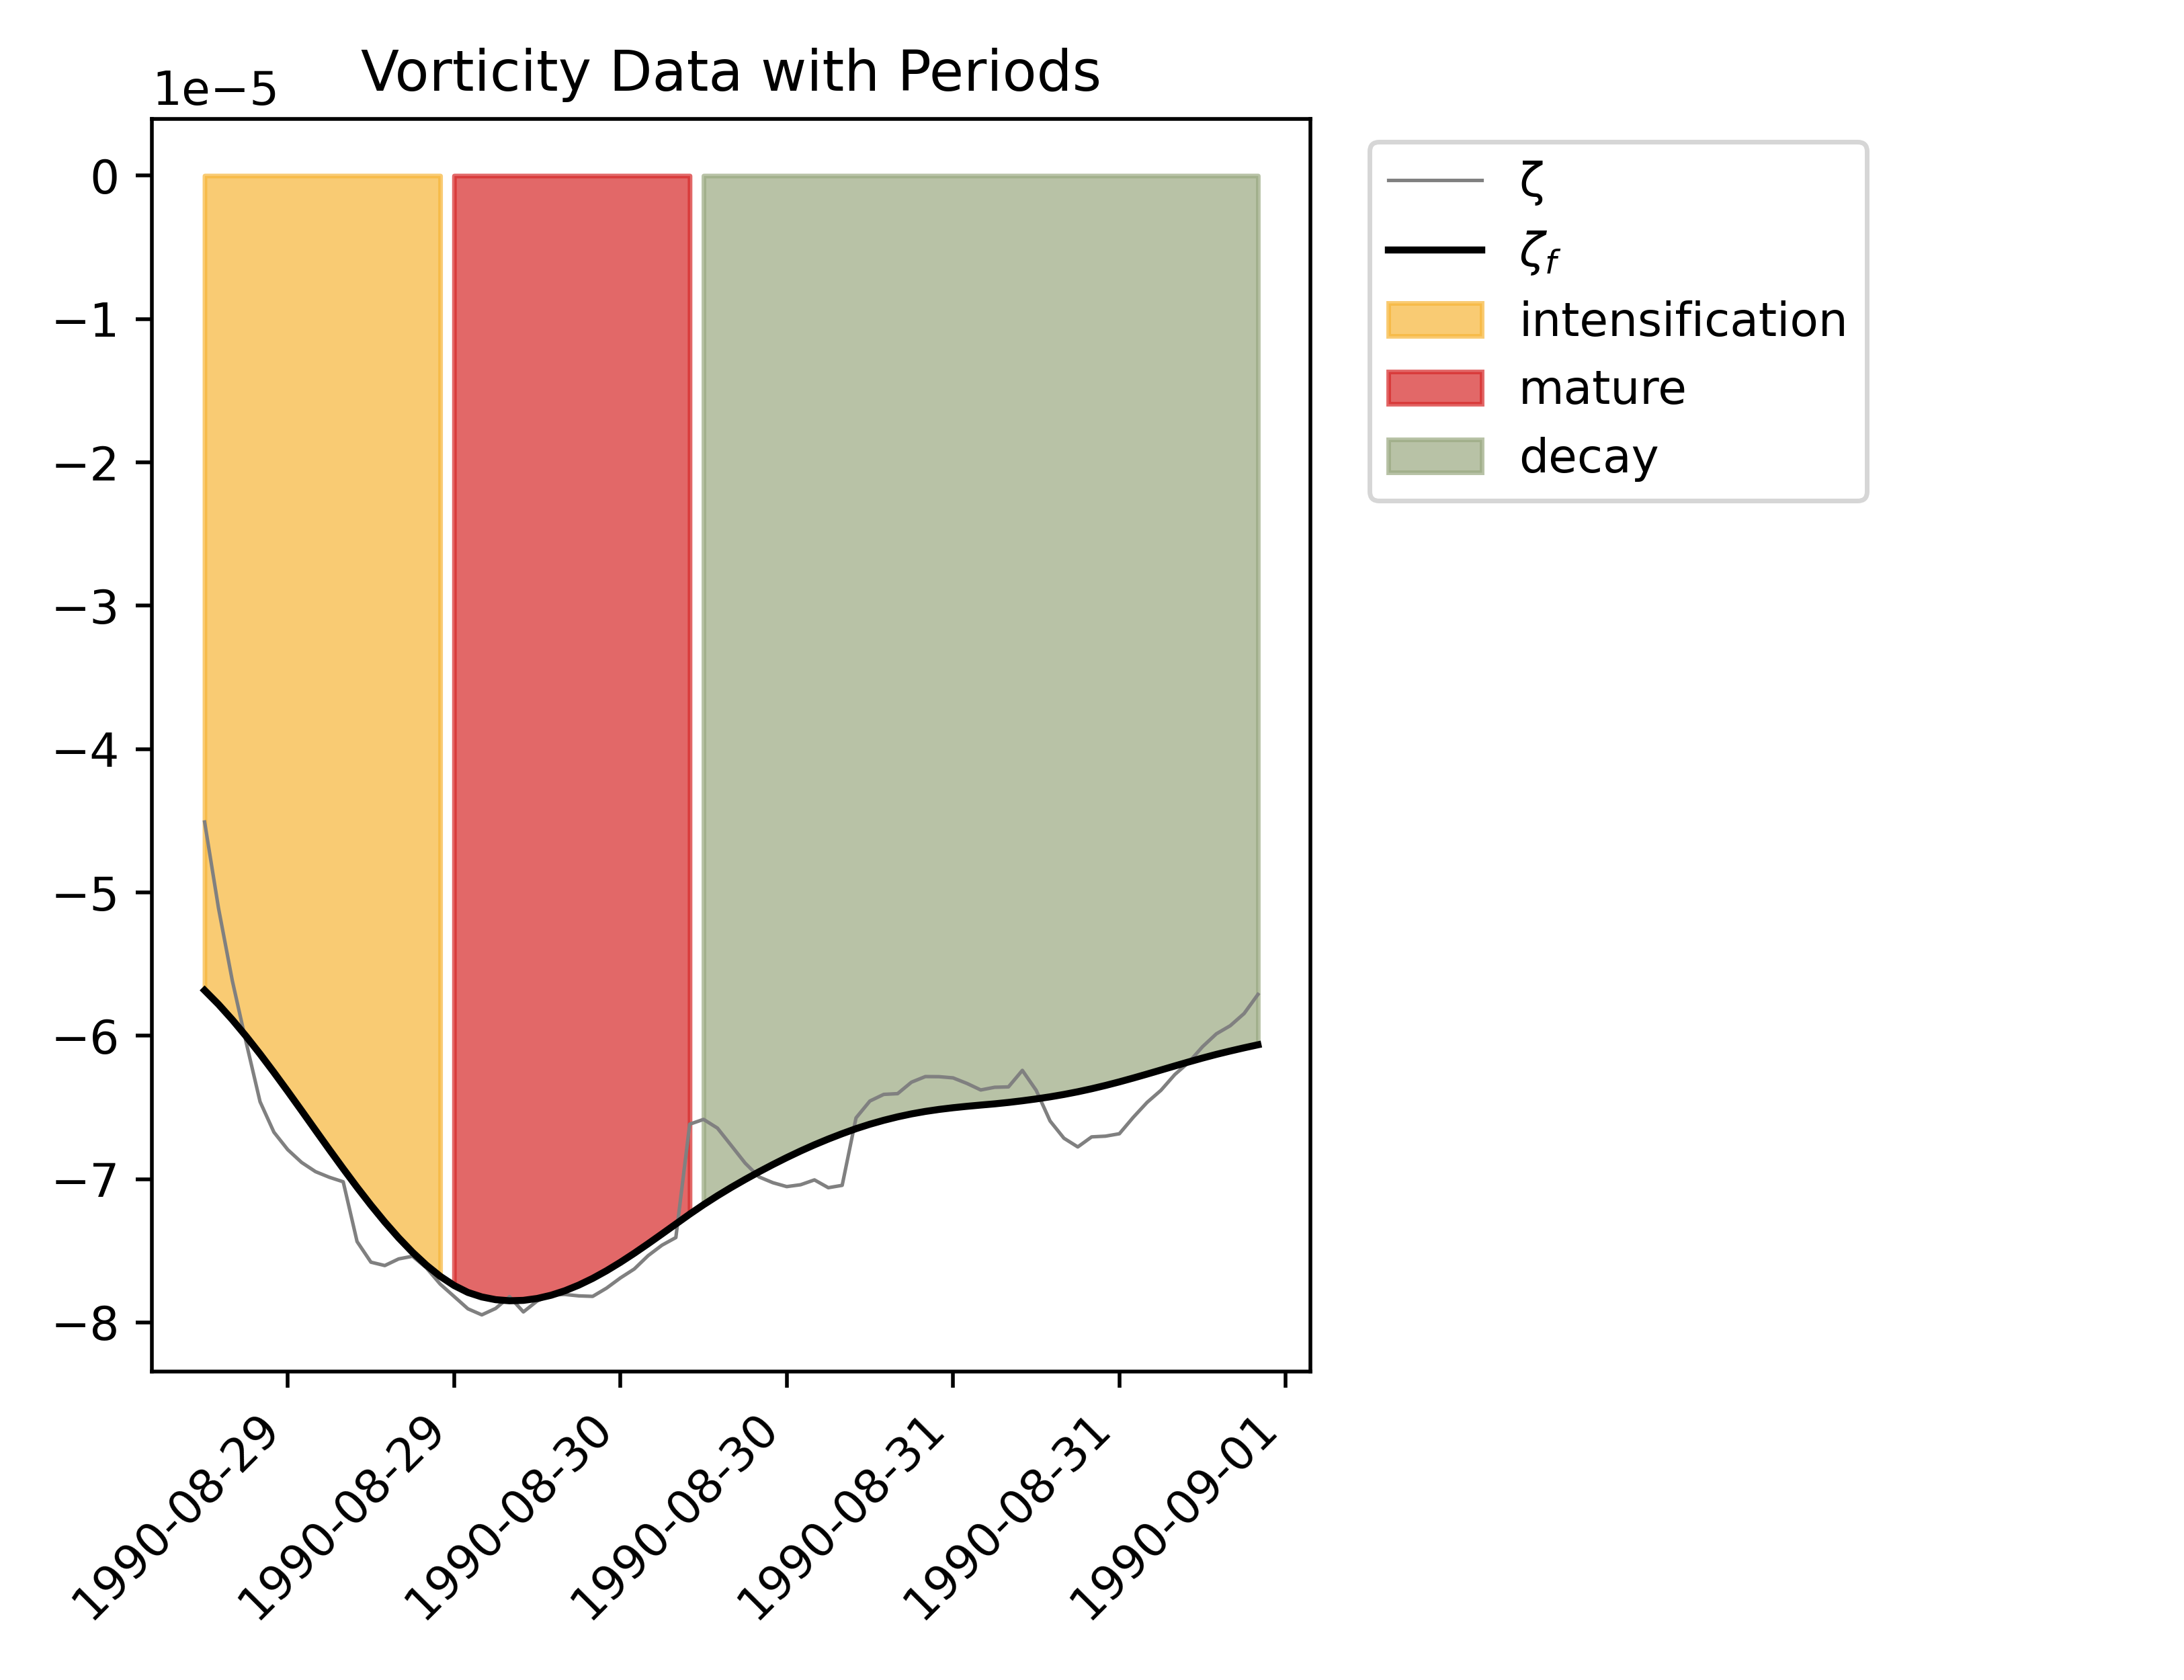 Vorticity Data with Periods
1e−5
0
−1
−2
−3
−4
−5
−6
−7
−8
1990-08-29
1990-08-29
1990-08-30
1990-08-30
1990-08-31
1990-08-31
1990-09-01
ζ
ζf
intensification
mature
decay